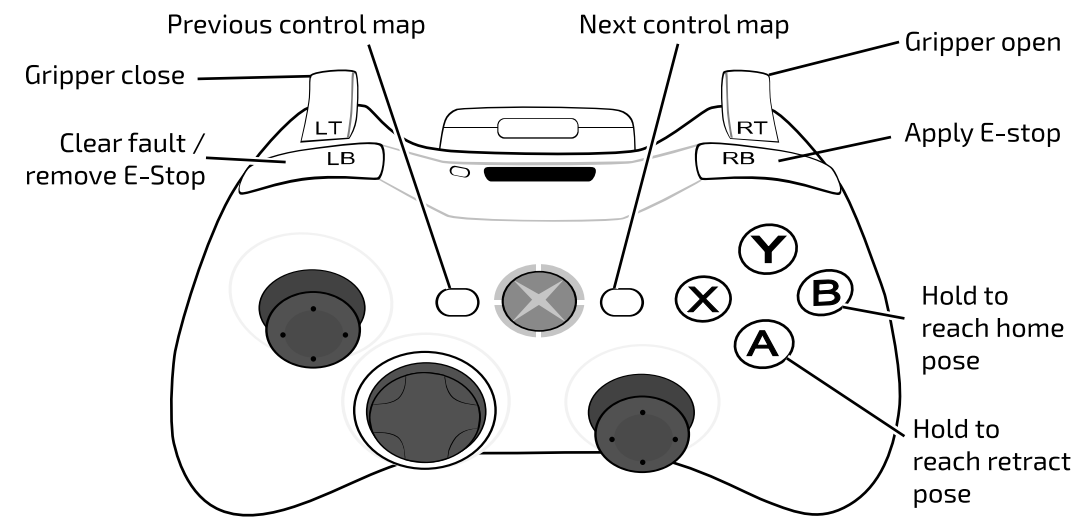 Previous control map
Next control map
Gripper open
Gripper close
LT
RT
Clear fault /
remove E-Stop
LB
RB
Apply E-stop
Y
X
B
A
Hold to
reach home
pose
Hold to
reach retract
pose